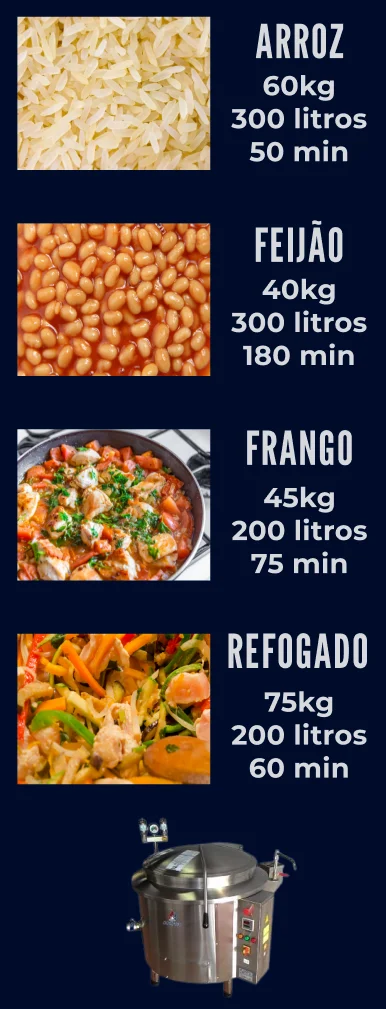 ARROZ
60kg
300 litros
50 min
FEIJÃO
40kg
300 litros
180 min
FRANGO
45kg
200 litros
75 min
REFOGADO
75kg
200 litros
60 min